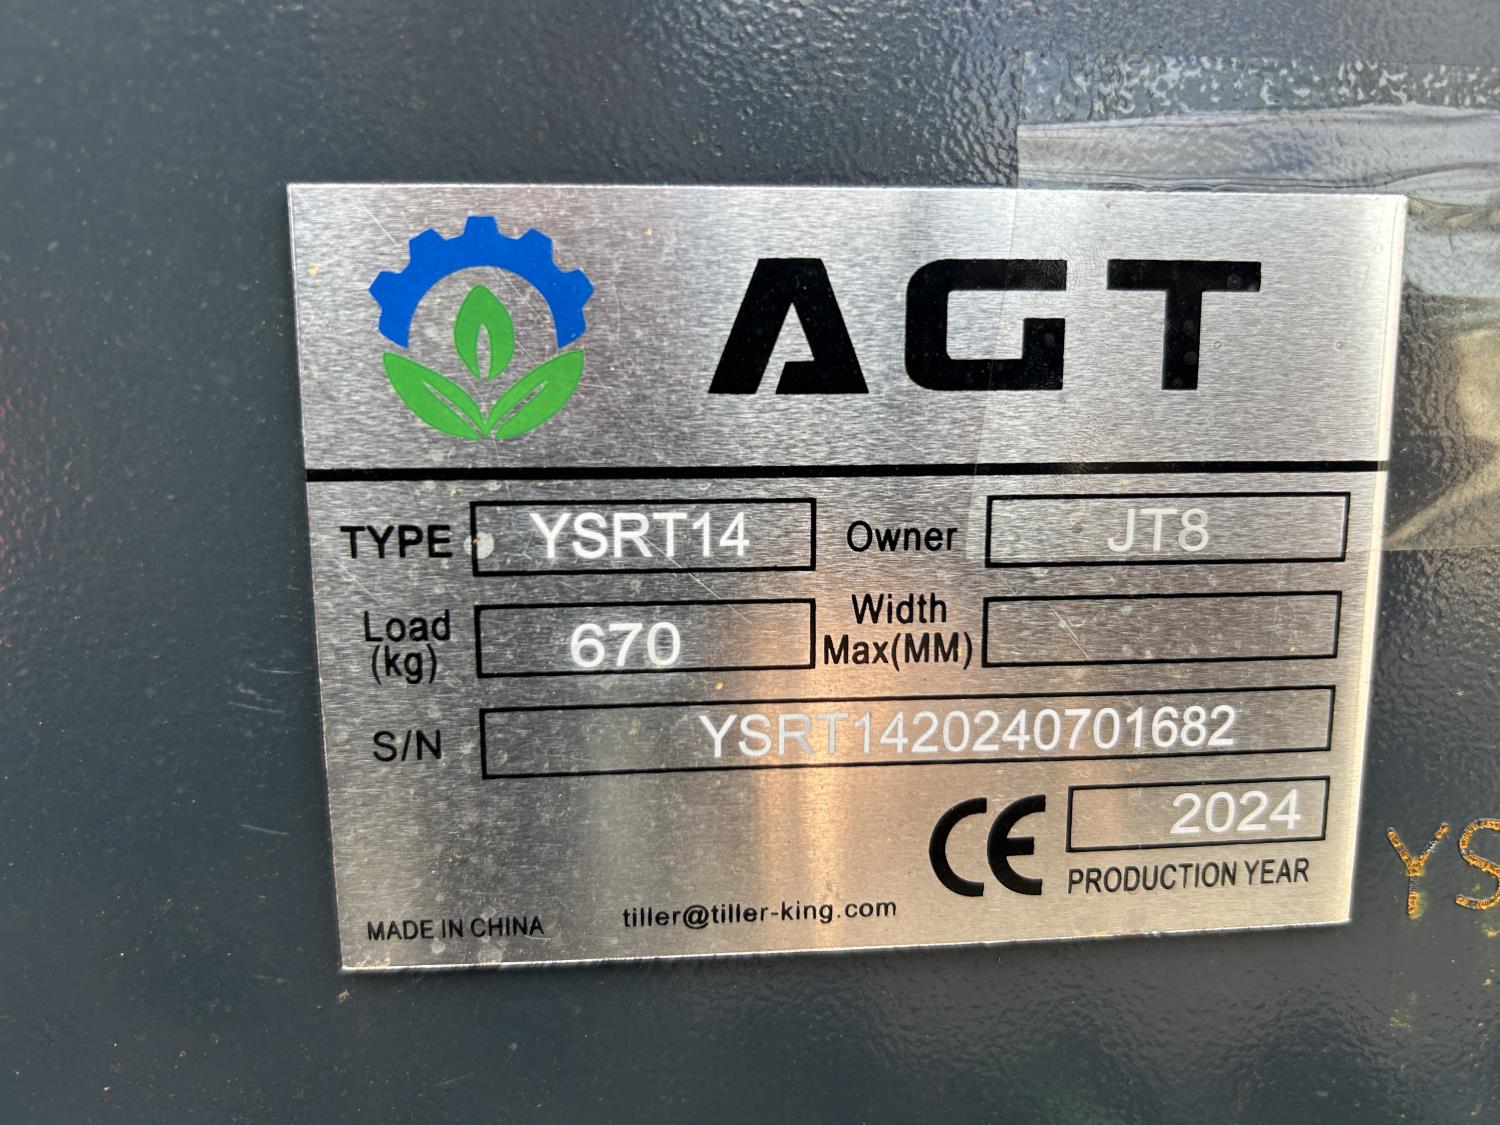 AGT
TYPE YSRT14 Owner JT8
Load (kg) 670 Width Max(MM)
S/N YSRT1420240701682
CE 2024
PRODUCTION YEAR
MADE IN CHINA tiller@tiller-king.com
YS